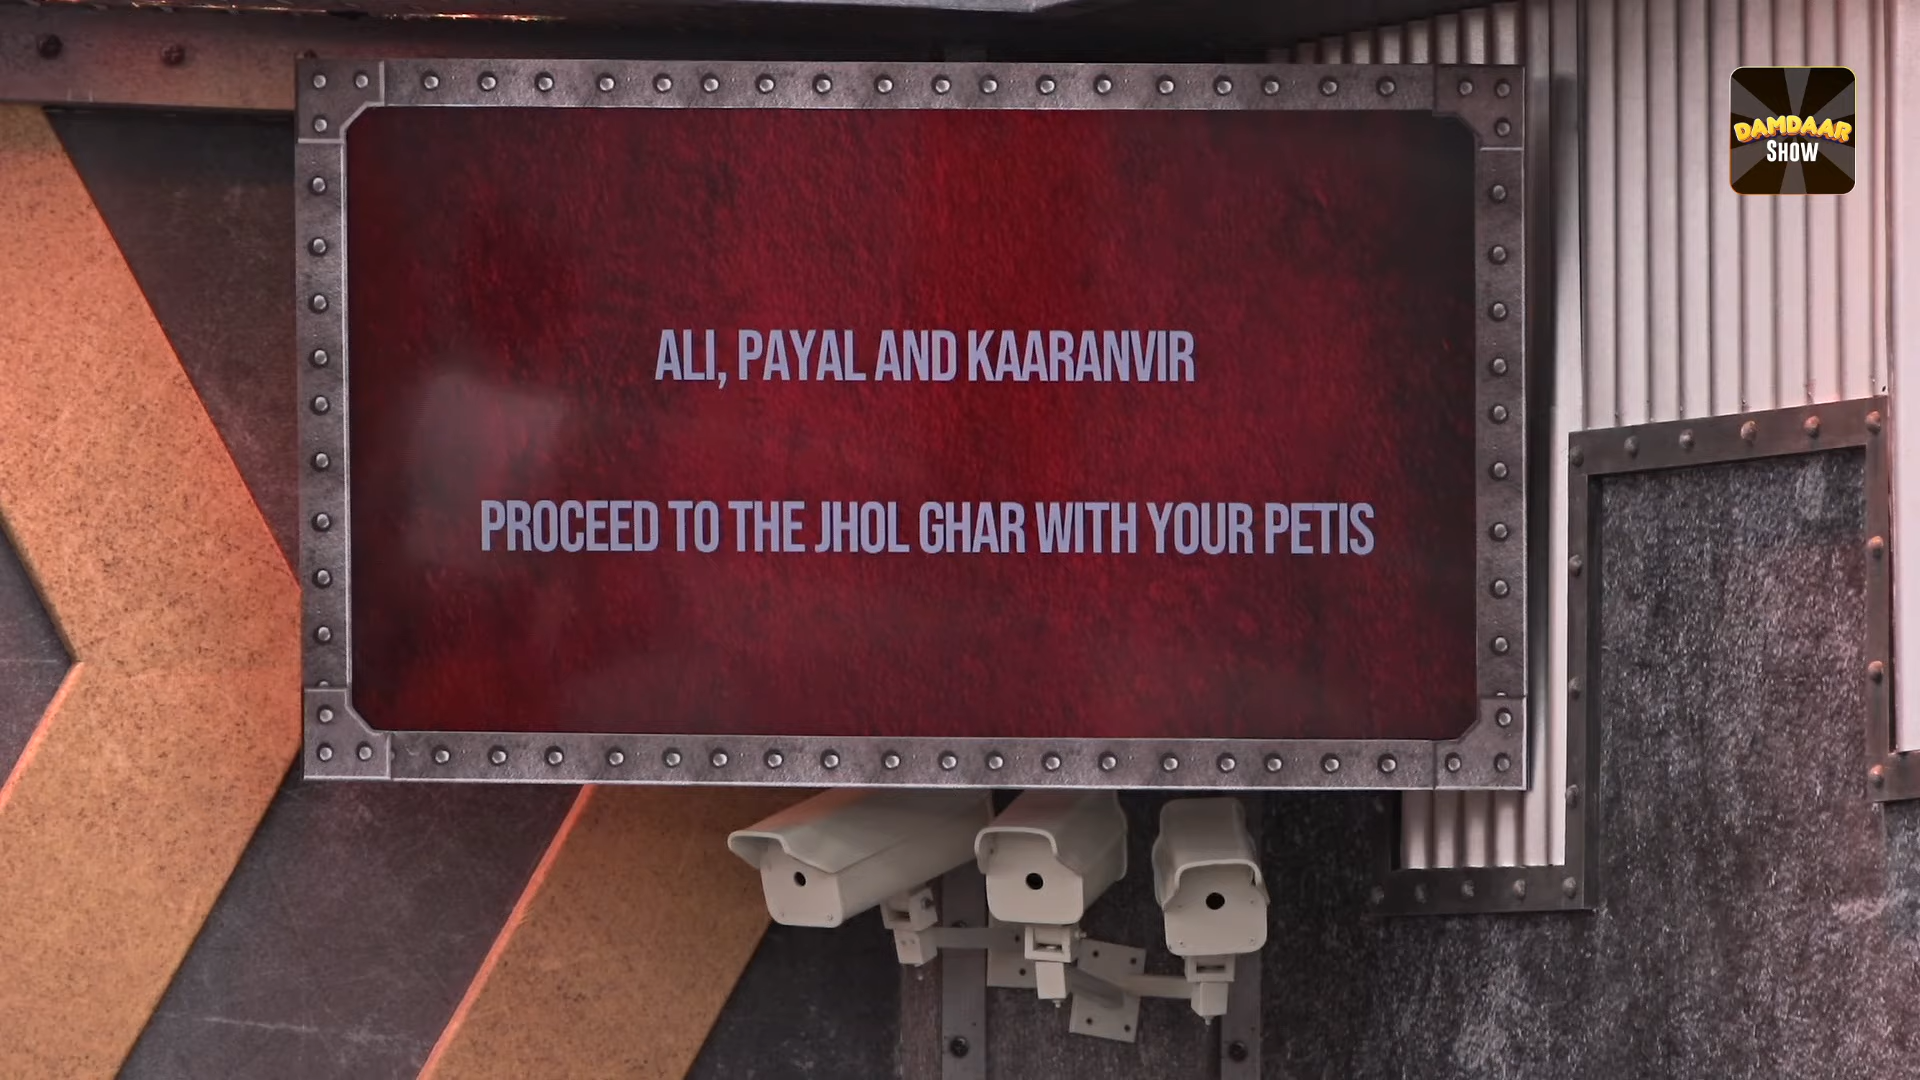 ALI, PAYAL AND KAARANVIR
PROCEED TO THE JHOL GHAR WITH YOUR PETIS
DAMDAAR
SHOW